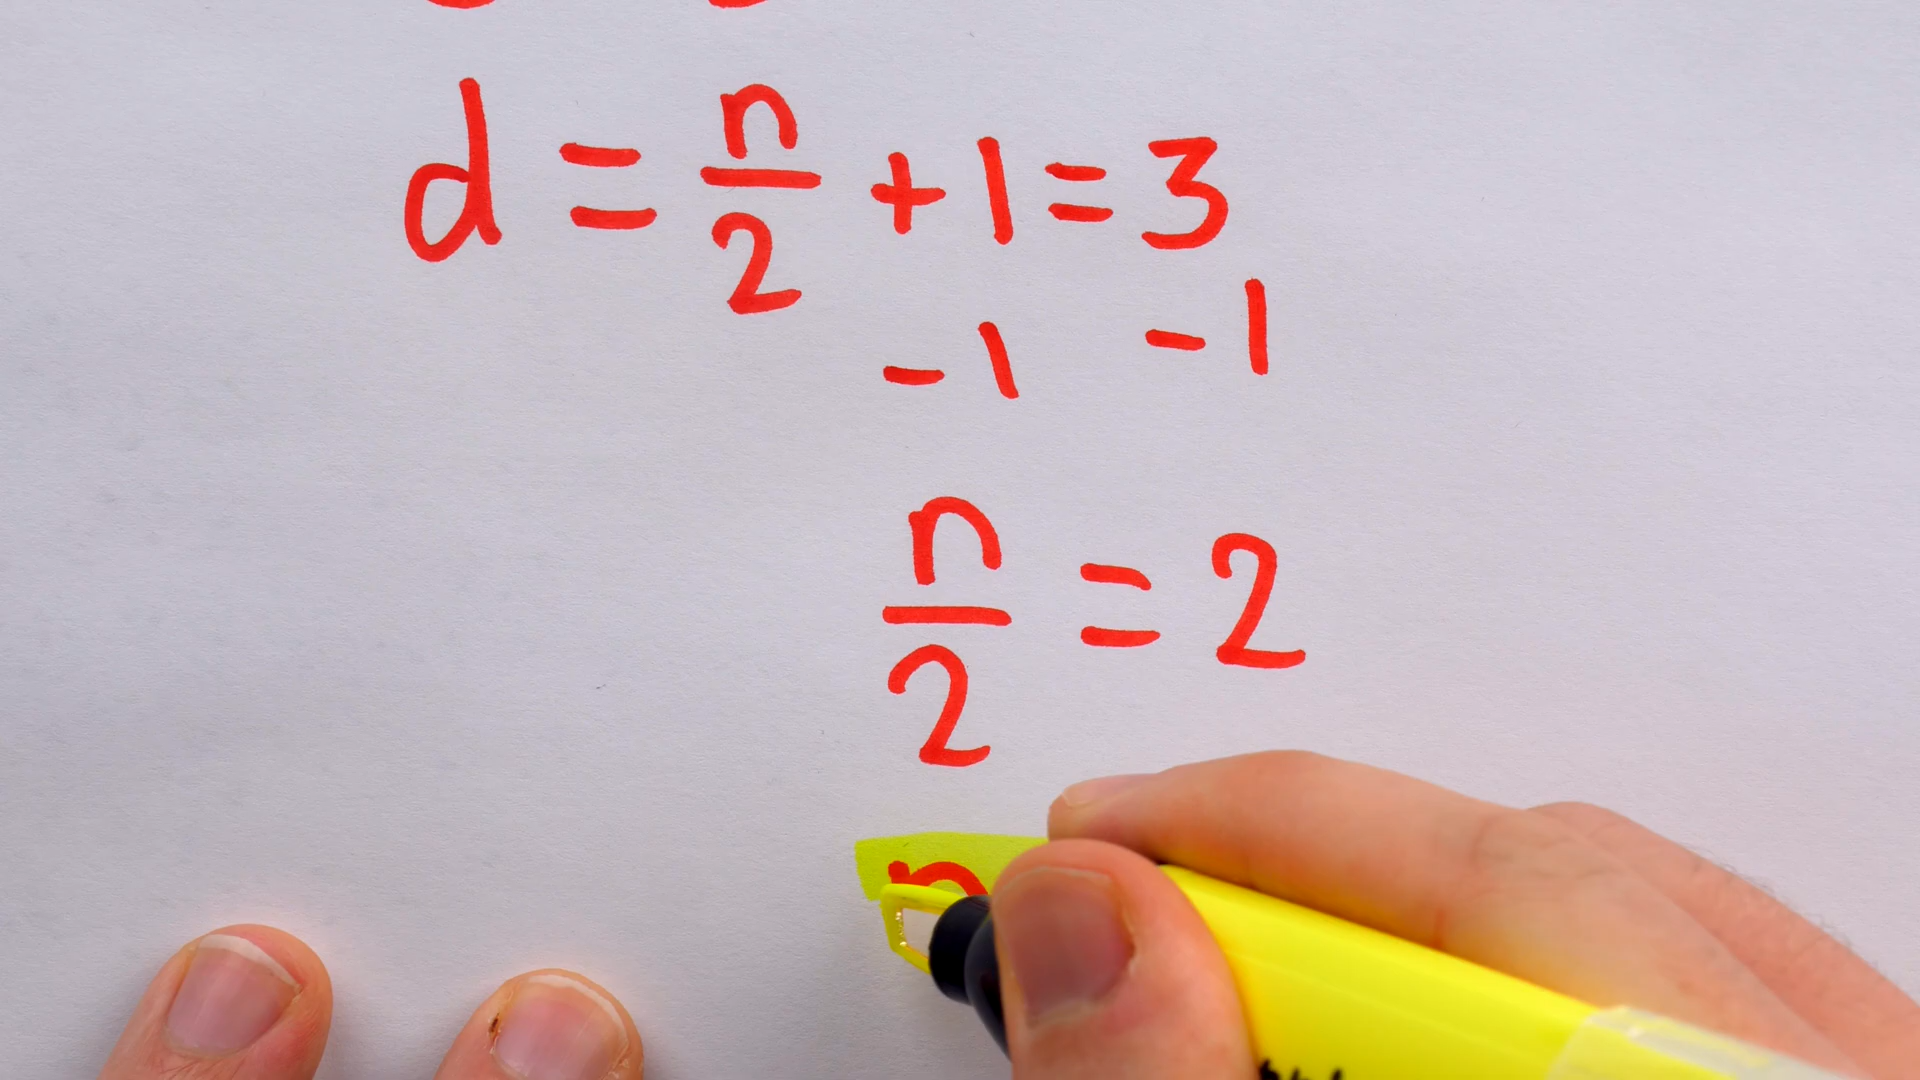 d = n/2 + 1 = 3
- 1 - 1
n/2 = 2
n